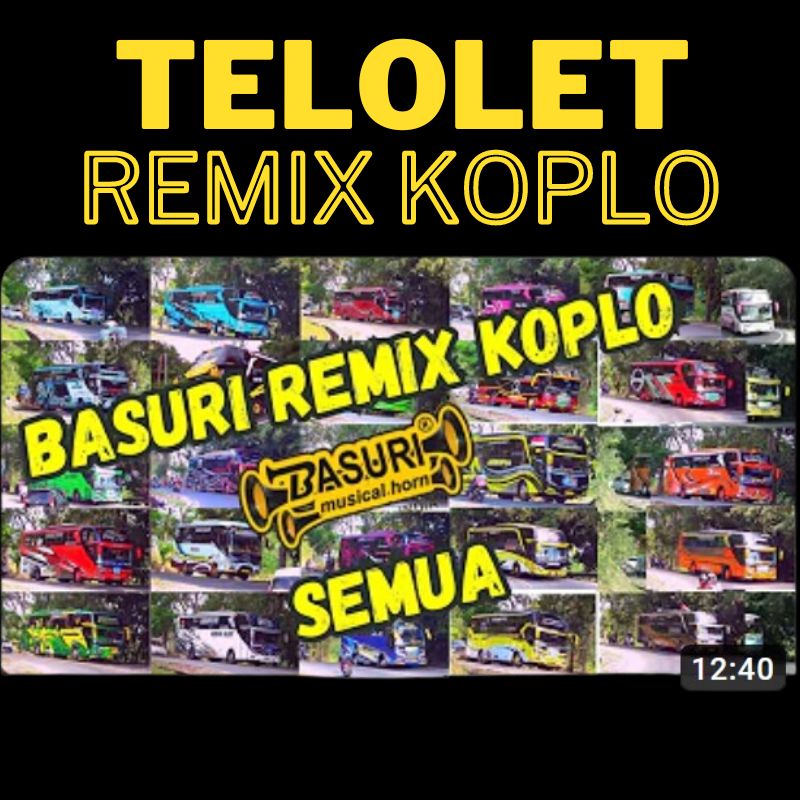 TELOLET
REMIX KOPLO
BASURI REMIX KOPLO
BASURI®
musical.horn
SEMUA
12:40